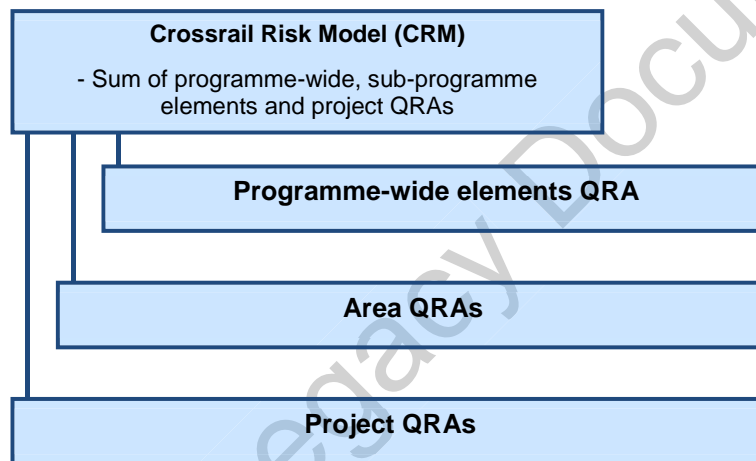 Crossrail Risk Model (CRM)
- Sum of programme-wide, sub-programme
elements and project QRAs
Programme-wide elements QRA
Area QRAs
Project QRAs